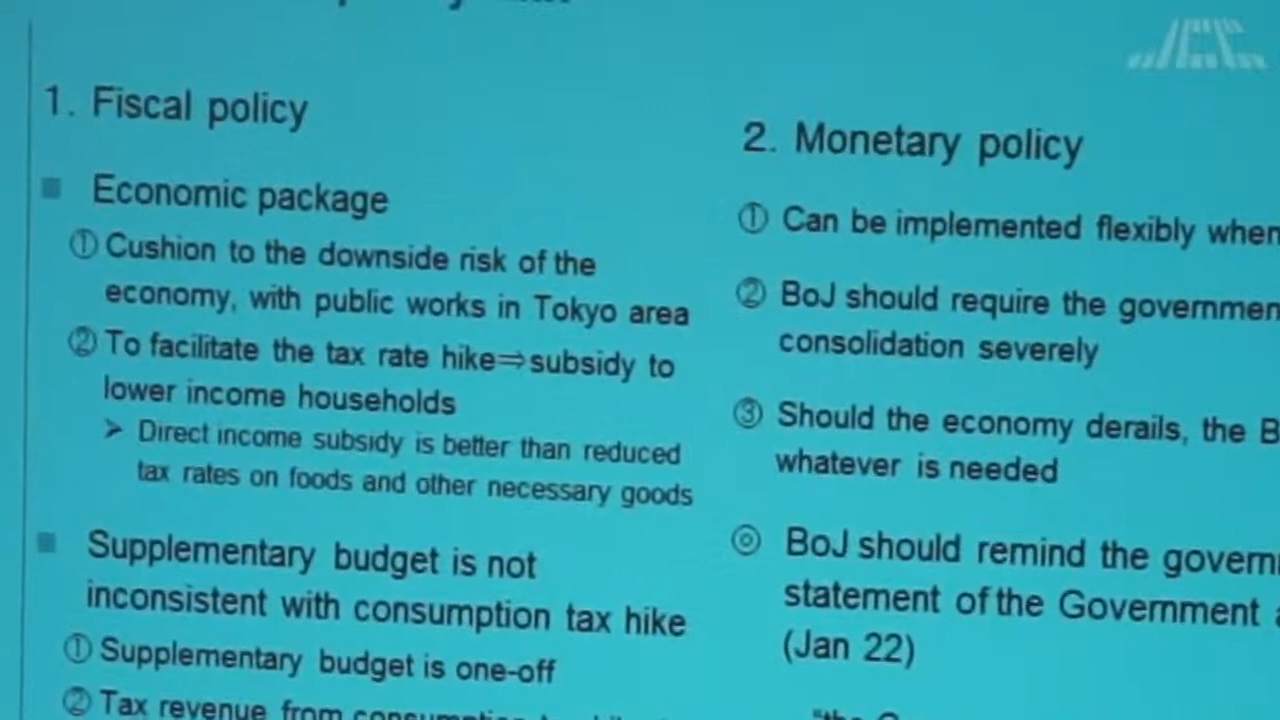 JCC
1. Fiscal policy
■ Economic package
① Cushion to the downside risk of the
economy, with public works in Tokyo area
② To facilitate the tax rate hike⇒subsidy to
lower income households
➤ Direct income subsidy is better than reduced
tax rates on foods and other necessary goods
■ Supplementary budget is not
inconsistent with consumption tax hike
① Supplementary budget is one-off
② Tax revenue from
2. Monetary policy
① Can be implemented flexibly when
② BoJ should require the
consolidation severely
③ Should the economy derails, the
whatever is needed
◎ BoJ should remind the
statement of the Government
(Jan 22)
"the